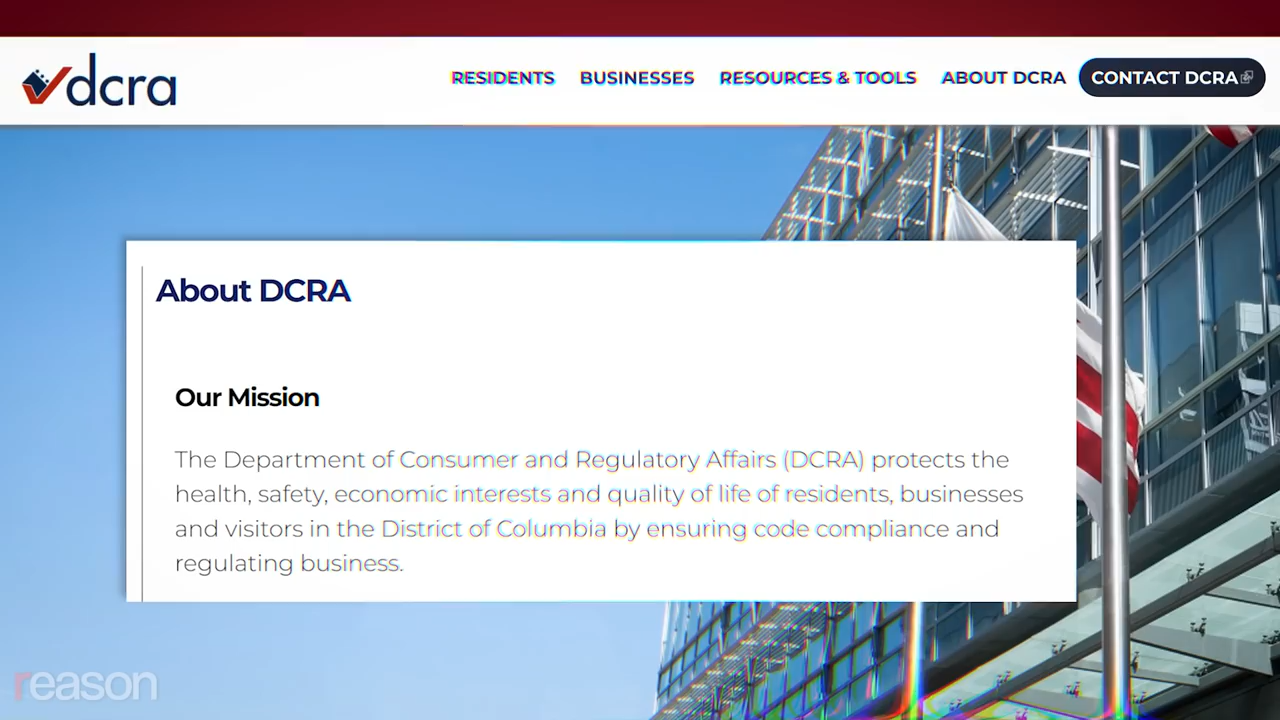 dcra
RESIDENTS BUSINESSES RESOURCES & TOOLS ABOUT DCRA CONTACT DCRA
About DCRA
Our Mission
The Department of Consumer and Regulatory Affairs (DCRA) protects the
health, safety, economic interests and quality of life of residents, businesses
and visitors in the District of Columbia by ensuring code compliance and
regulating business.
reason